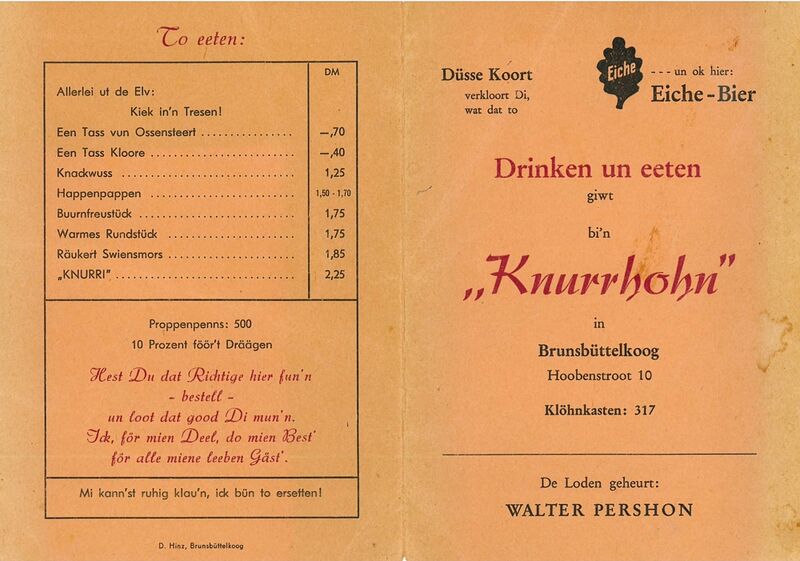 To eeten:
DM
Allerlei ut de Elv:
Kiek in'n Tresen!
Een Tass vun Ossensteert . . . . . . . . . . . . . . . —,70
Een Tass Kloore . . . . . . . . . . . . . . . . . . . . . . . —,40
Knackwuss . . . . . . . . . . . . . . . . . . . . . . . . . . 1,25
Happenpappen . . . . . . . . . . . . . . . . . . . . . . . 1,50 - 1,70
Buurnfreustück . . . . . . . . . . . . . . . . . . . . . . . 1,75
Warmes Rundstück . . . . . . . . . . . . . . . . . . . . 1,75
Räukert Swiensmors . . . . . . . . . . . . . . . . . . . 1,85
„KNURRI" . . . . . . . . . . . . . . . . . . . . . . . . . . . 2,25
Proppenpenns: 500
10 Prozent föör't Dräägen
Hest Du dat Richtige hier fun'n
- bestell -
un loot dat good Di mun'n.
Ick, för mien Deel, do mien Best'
för alle miene leeben Gäst'.
Mi kann'st ruhig klau'n, ick bün to ersetten!
D. Hinz, Brunsbüttelkoog
Düsse Koort
verkloort Di,
wat dat to
Eiche
- - - un ok hier:
Eiche-Bier
Drinken un eeten
giwt
bi'n
„Knurrhohn"
in
Brunsbüttelkoog
Hoobenstroot 10
Klöhnkasten: 317
De Loden geheurt:
WALTER PERSHON